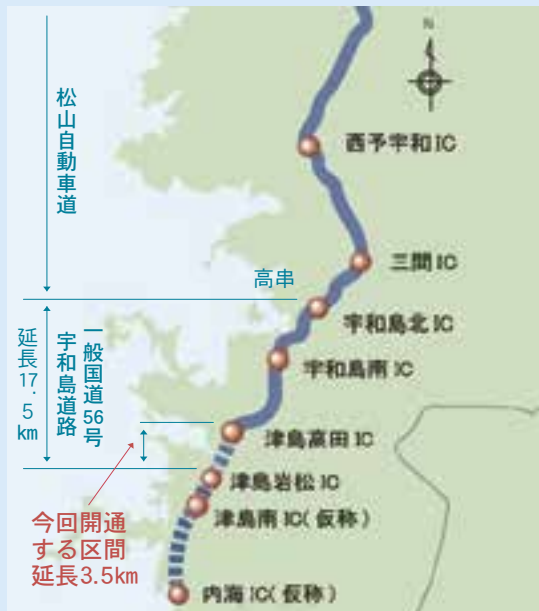 N
松山自動車道
西予宇和IC
三間IC
高串
宇和島北IC
一般国道56号
宇和島道路
延長17.5km
宇和島南IC
津島高田IC
津島岩松IC
津島南IC(仮称)
今回開通
する区間
延長3.5km
内海IC(仮称)